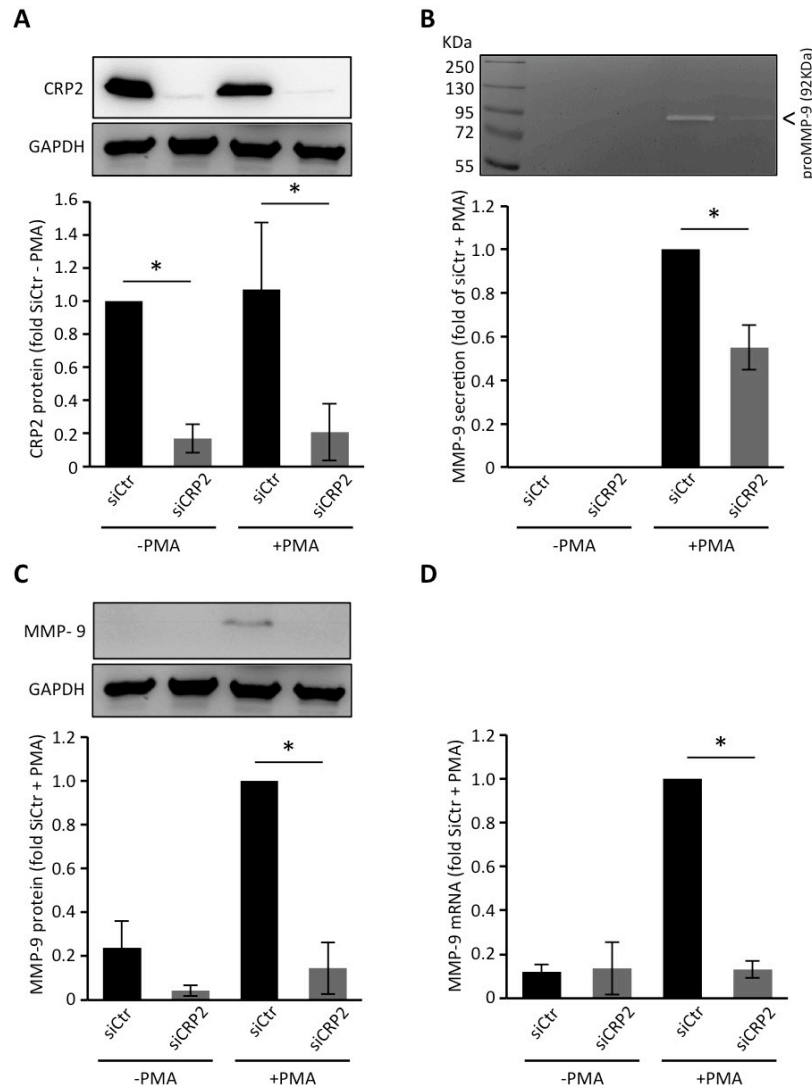 A
CRP2
GAPDH
CRP2 protein (fold SiCtr - PMA)
1.6
1.4
1.2
1.0
0.8
0.6
0.4
0.2
0
*
*
siCtr
siCRP2
siCtr
siCRP2
-PMA
+PMA
B
KDa
250
130
95
72
55
<
proMMP-9 (92KDa)
MMP-9 secretion (fold of siCtr + PMA)
1.2
1.0
0.8
0.6
0.4
0.2
0
*
siCtr
siCRP2
siCtr
siCRP2
-PMA
+PMA
C
MMP- 9
GAPDH
MMP-9 protein (fold SiCtr + PMA)
1.2
1.0
0.8
0.6
0.4
0.2
0
*
siCtr
siCRP2
siCtr
siCRP2
-PMA
+PMA
D
MMP-9 mRNA (fold SiCtr + PMA)
1.2
1.0
0.8
0.6
0.4
0.2
0
*
siCtr
siCRP2
siCtr
siCRP2
-PMA
+PMA